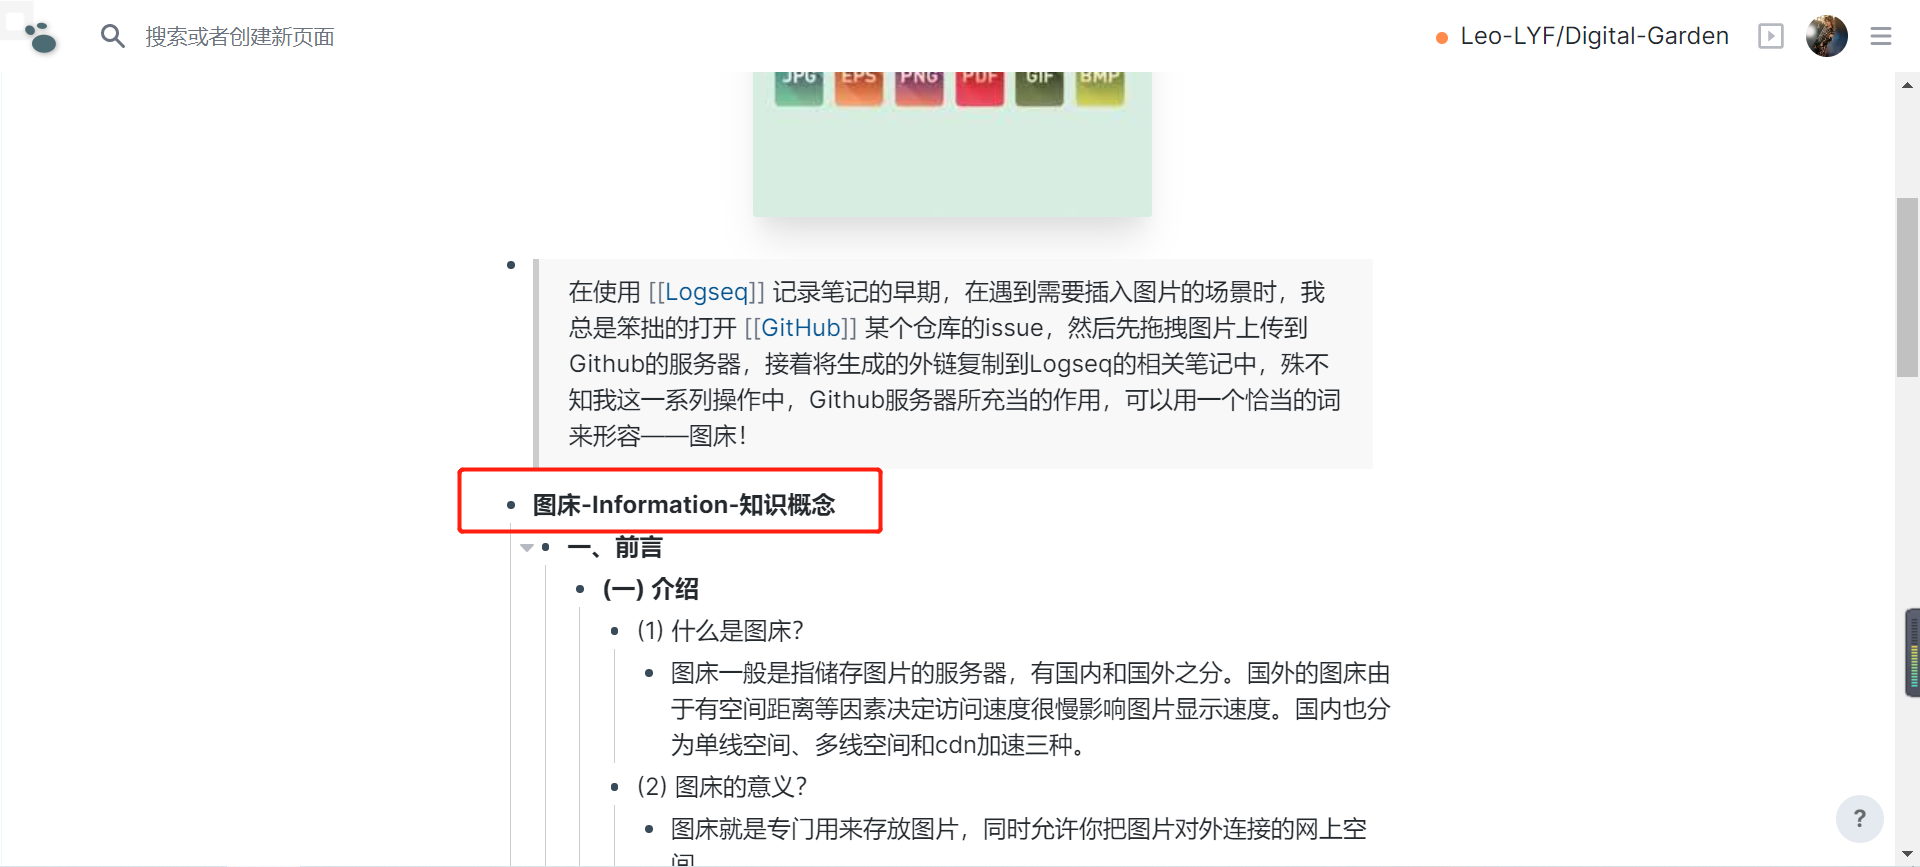 搜索或者创建新页面
Leo-LYF/Digital-Garden
JPG EPS PNG PDF GIF BMP
在使用 [[Logseq]] 记录笔记的早期，在遇到需要插入图片的场景时，我
总是笨拙的打开 [[GitHub]] 某个仓库的issue，然后先拖拽图片上传到
Github的服务器，接着将生成的外链复制到Logseq的相关笔记中，殊不
知我这一系列操作中，Github服务器所充当的作用，可以用一个恰当的词
来形容——图床！
图床-Information-知识概念
一、前言
(一) 介绍
(1) 什么是图床？
图床一般是指储存图片的服务器，有国内和国外之分。国外的图床由
于有空间距离等因素决定访问速度很慢影响图片显示速度。国内也分
为单线空间、多线空间和cdn加速三种。
(2) 图床的意义？
图床就是专门用来存放图片，同时允许你把图片对外连接的网上空
间
?